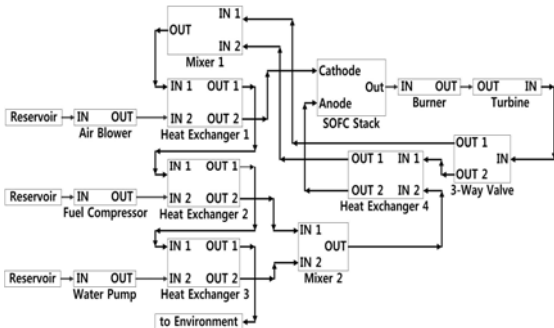 IN 1
OUT
IN 2
Mixer 1
IN 1 OUT 1
IN 2 OUT 2
Heat Exchanger 1
Reservoir
IN OUT
Air Blower
Cathode
Out
Anode
SOFC Stack
IN OUT
Burner
OUT IN
Turbine
OUT 1
IN
OUT 2
3-Way Valve
OUT 1 IN 1
OUT 2 IN 2
Heat Exchanger 4
IN 1 OUT 1
IN 2 OUT 2
Heat Exchanger 2
Reservoir
IN OUT
Fuel Compressor
IN 1
OUT
IN 2
Mixer 2
IN 1 OUT 1
IN 2 OUT 2
Heat Exchanger 3
Reservoir
IN OUT
Water Pump
to Environment